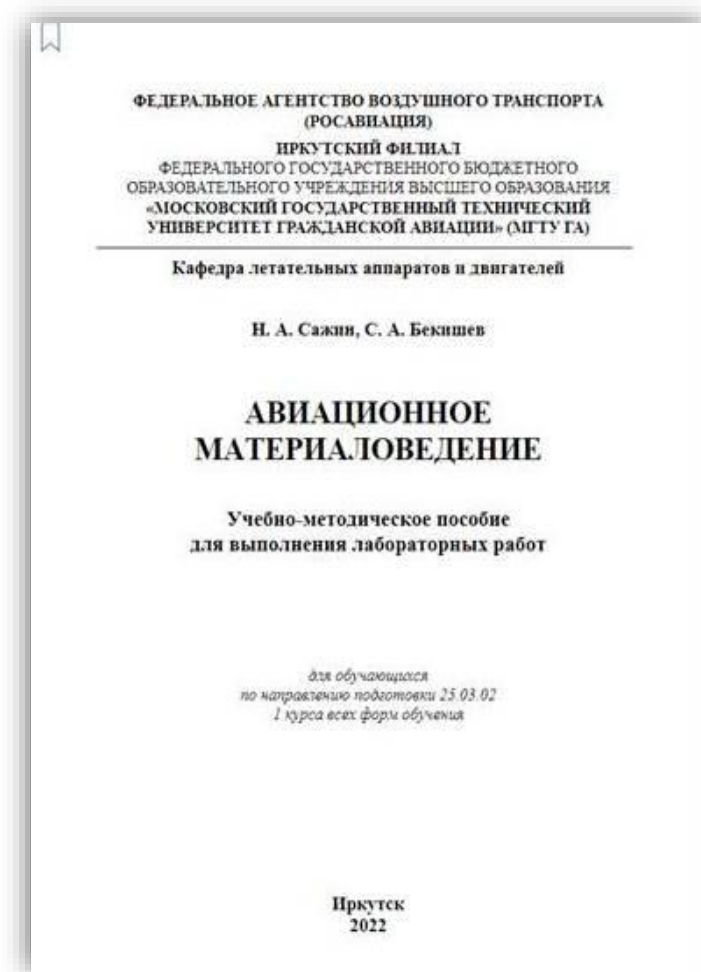 ФЕДЕРАЛЬНОЕ АГЕНТСТВО ВОЗДУШНОГО ТРАНСПОРТА
(РОСАВИАЦИЯ)
ИРКУТСКИЙ ФИЛИАЛ
ФЕДЕРАЛЬНОГО ГОСУДАРСТВЕННОГО БЮДЖЕТНОГО
ОБРАЗОВАТЕЛЬНОГО УЧРЕЖДЕНИЯ ВЫСШЕГО ОБРАЗОВАНИЯ
«МОСКОВСКИЙ ГОСУДАРСТВЕННЫЙ ТЕХНИЧЕСКИЙ
УНИВЕРСИТЕТ ГРАЖДАНСКОЙ АВИАЦИИ» (МГТУ ГА)
Кафедра летательных аппаратов и двигателей
Н. А. Сажин, С. А. Бекишев
АВИАЦИОННОЕ
МАТЕРИАЛОВЕДЕНИЕ
Учебно-методическое пособие
для выполнения лабораторных работ
для обучающихся
по направлению подготовки 25.03.02
1 курса всех форм обучения
Иркутск
2022